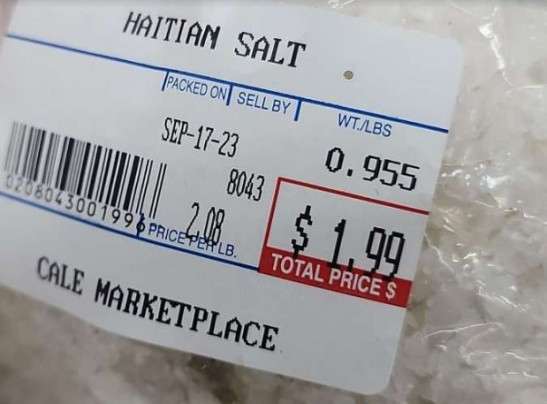 HAITIAN SALT
PACKED ON SELL BY WT./LBS
SEP-17-23 0.955
8043
0208043001996 2.08 $ 1.99
PRICE PER LB. TOTAL PRICE $
CALE MARKETPLACE